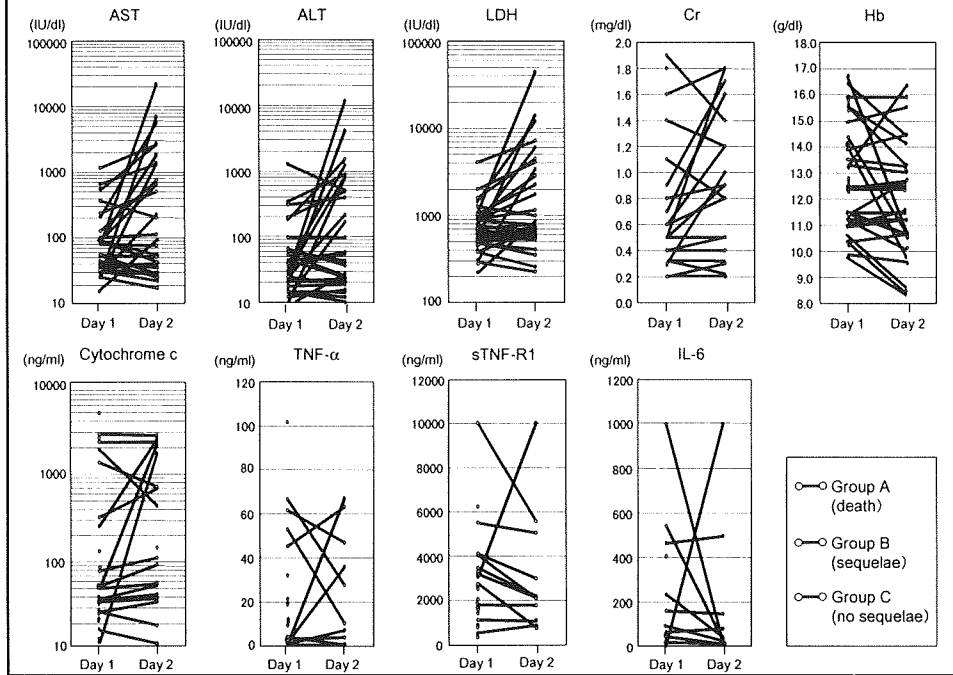 AST
(IU/dl)
100000
10000
1000
100
10
Day 1 Day 2
ALT
(IU/dl)
100000
10000
1000
100
10
Day 1 Day 2
LDH
(IU/dl)
100000
10000
1000
100
Day 1 Day 2
Cr
(mg/dl)
2.0
1.8
1.6
1.4
1.2
1.0
0.8
0.6
0.4
0.2
0.0
Day 1 Day 2
Hb
(g/dl)
18.0
17.0
16.0
15.0
14.0
13.0
12.0
11.0
10.0
9.0
8.0
Day 1 Day 2
Cytochrome c
(ng/ml)
10000
1000
100
10
Day 1 Day 2
TNF-α
(ng/ml)
120
100
80
60
40
20
0
Day 1 Day 2
sTNF-R1
(ng/ml)
12000
10000
8000
6000
4000
2000
0
Day 1 Day 2
IL-6
(ng/ml)
1200
1000
800
600
400
200
0
Day 1 Day 2
Group A
(death)
Group B
(sequelae)
Group C
(no sequelae)